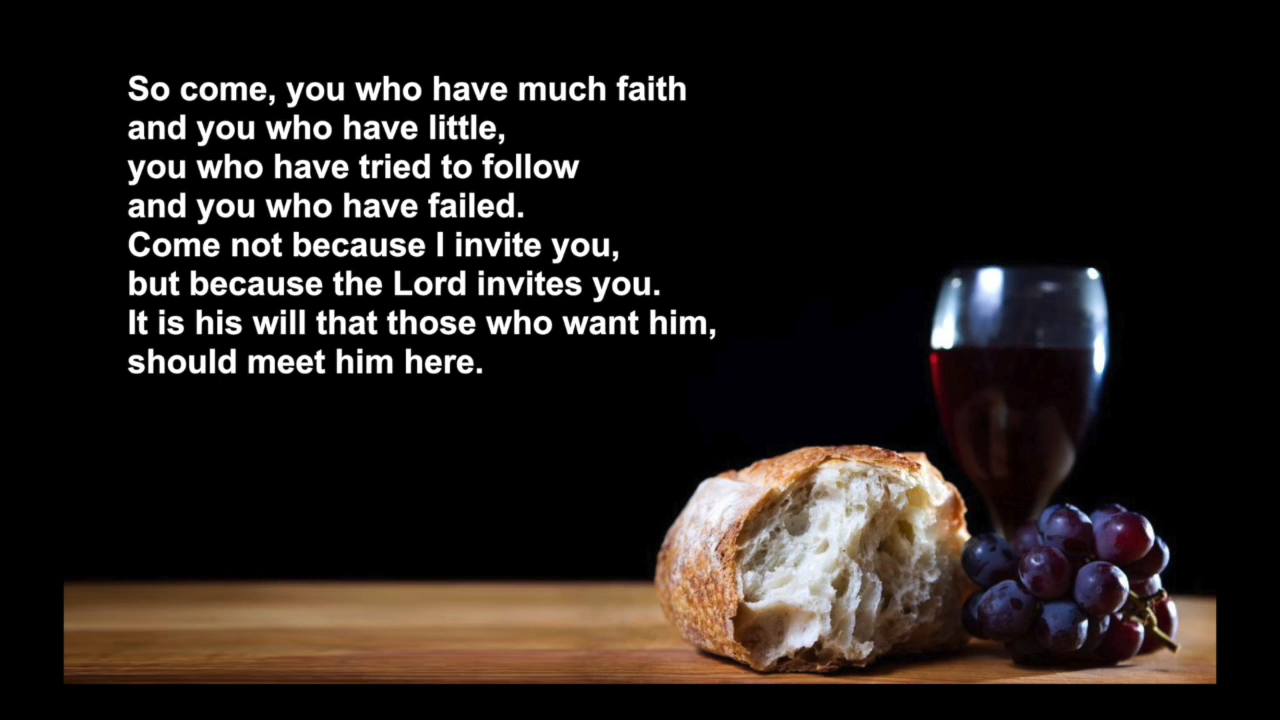 So come, you who have much faith
and you who have little,
you who have tried to follow
and you who have failed.
Come not because I invite you,
but because the Lord invites you.
It is his will that those who want him,
should meet him here.